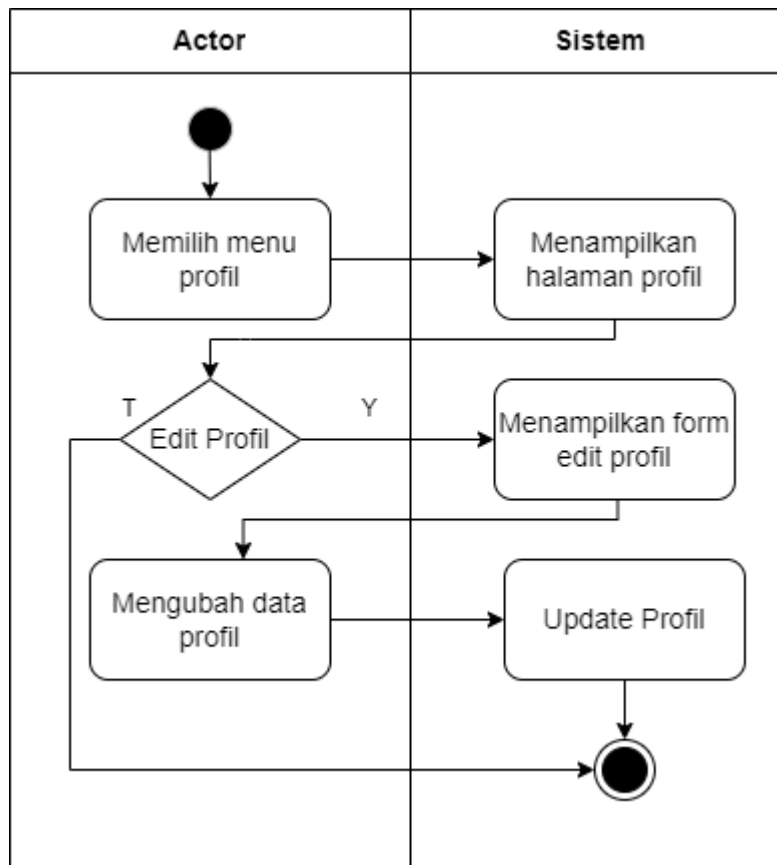 Actor
Sistem
Memilih menu
profil
Menampilkan
halaman profil
T
Edit Profil
Y
Menampilkan form
edit profil
Mengubah data
profil
Update Profil